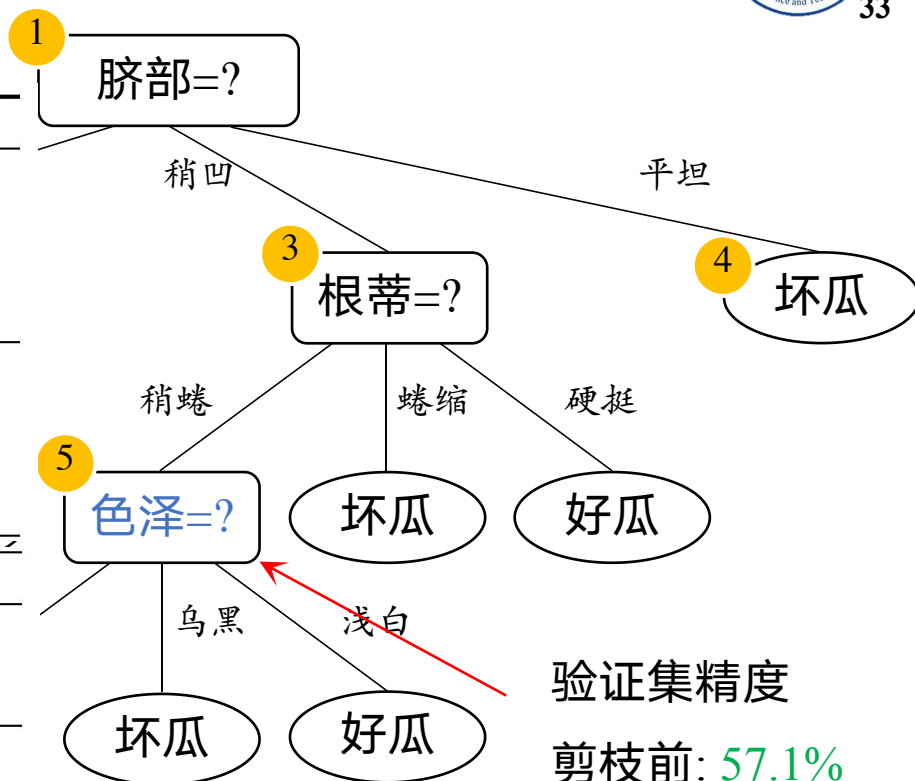 33
1
脐部=?
稍凹
平坦
3
根蒂=?
4
坏瓜
稍蜷
蜷缩
硬挺
5
色泽=?
坏瓜
好瓜
乌黑
浅白
坏瓜
好瓜
验证集精度
剪枝前: 57.1%